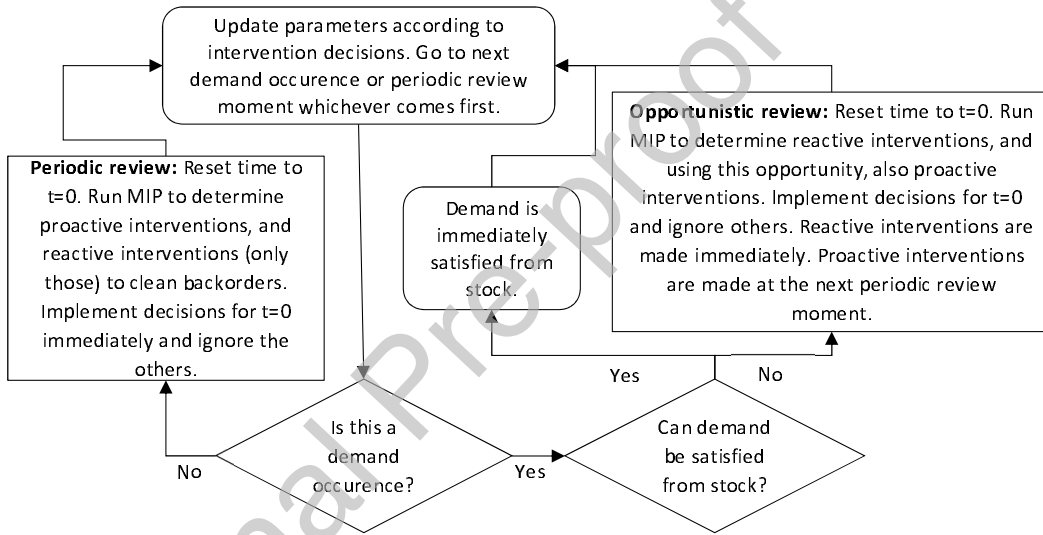 Update parameters according to
intervention decisions. Go to next
demand occurence or periodic review
moment whichever comes first.
Periodic review: Reset time to
t=0. Run MIP to determine
proactive interventions, and
reactive interventions (only
those) to clean backorders.
Implement decisions for t=0
immediately and ignore the
others.
Demand is
immediately
satisfied from
stock.
Opportunistic review: Reset time to t=0. Run
MIP to determine reactive interventions, and
using this opportunity, also proactive
interventions. Implement decisions for t=0
and ignore others. Reactive interventions are
made immediately. Proactive interventions
are made at the next periodic review
moment.
Is this a
demand
occurence?
No
Yes
Can demand
be satisfied
from stock?
Yes
No
nal Pre-proof